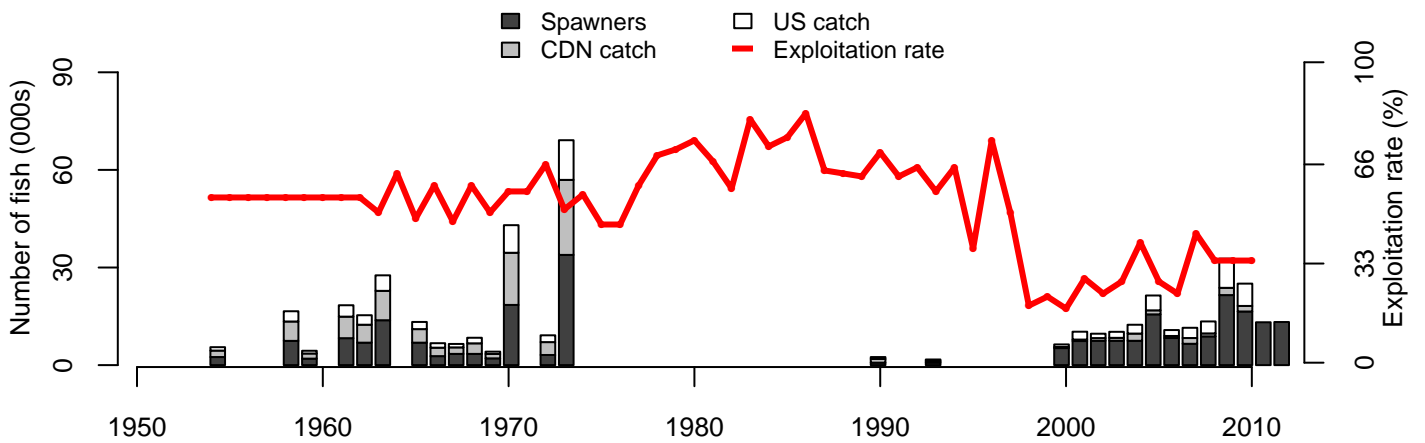 Spawners
US catch
CDN catch
Exploitation rate
Number of fish (000s)
90
60
30
0
Exploitation rate (%)
100
66
33
0
1950
1960
1970
1980
1990
2000
2010